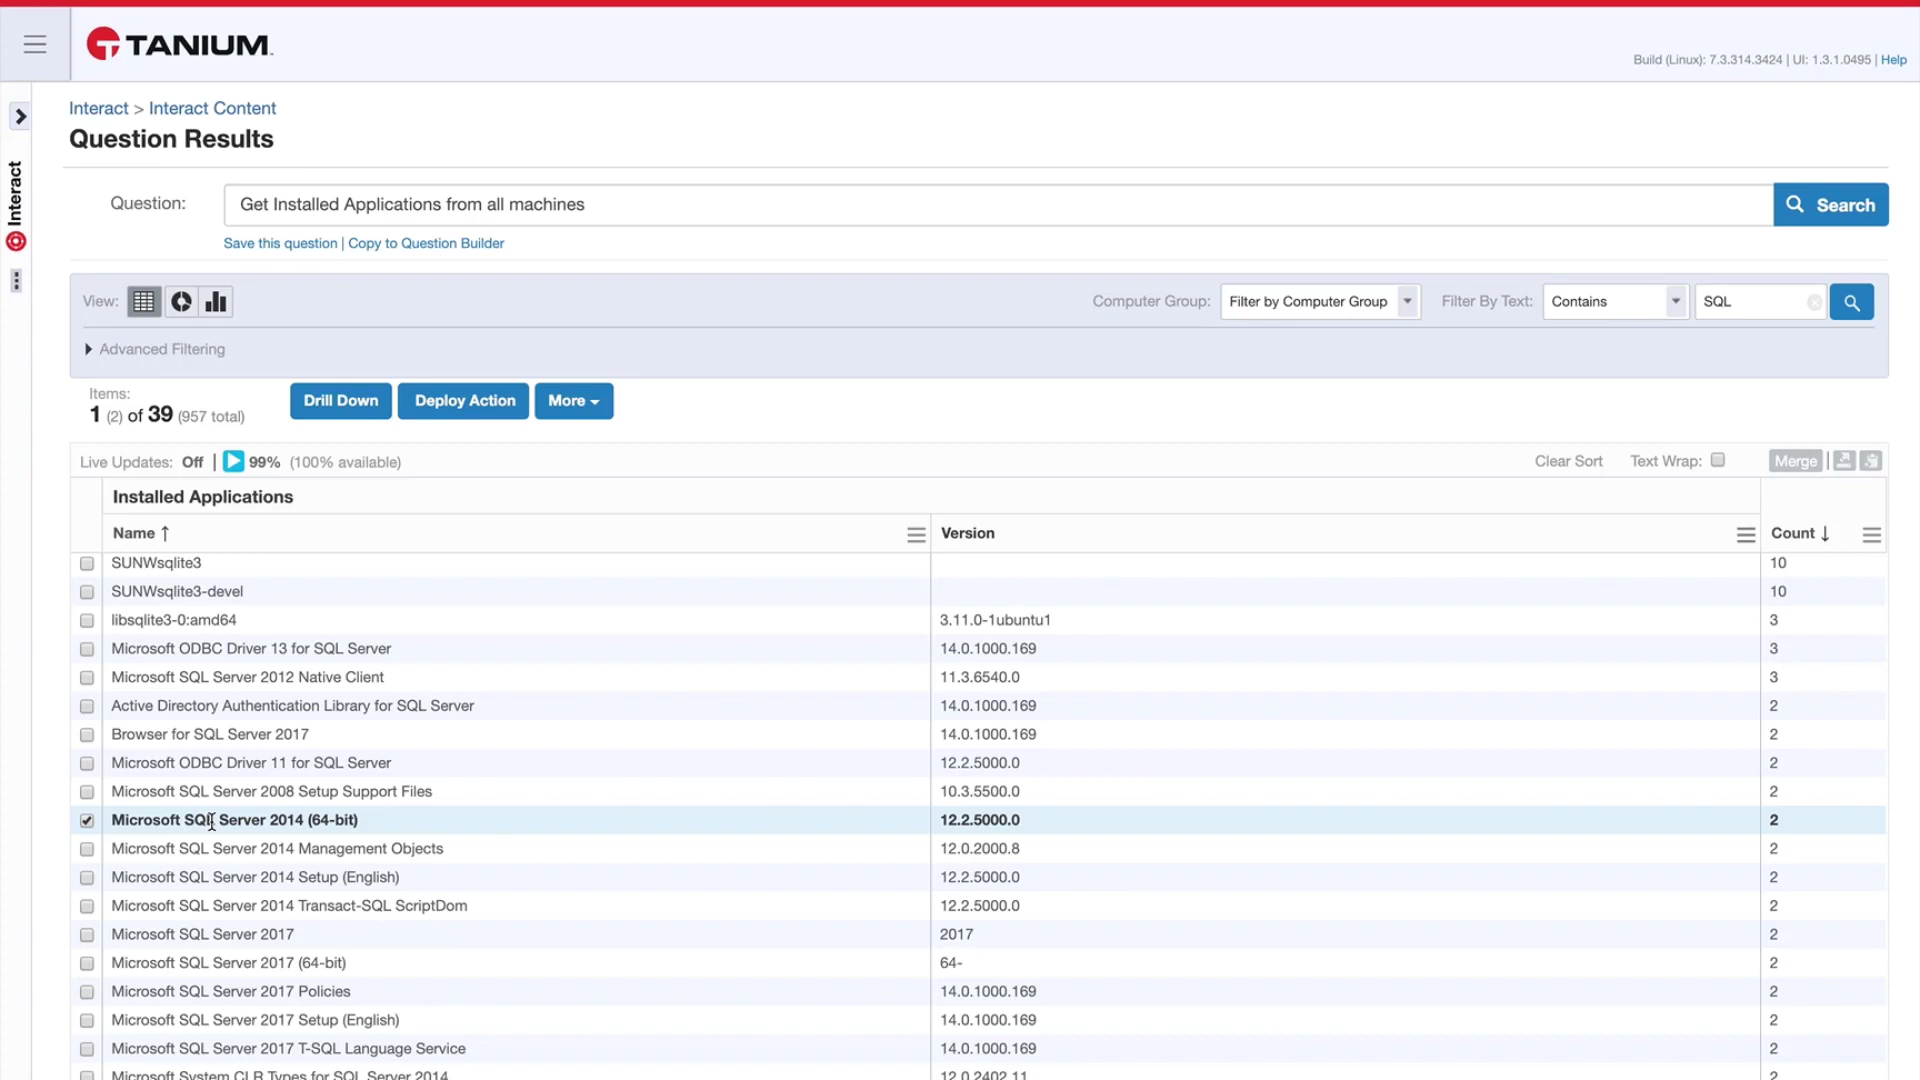 TANIUM
Build (Linux): 7.3.314.3424 | UI: 1.3.1.0495 | Help
Interact
Interact > Interact Content
Question Results
Question: Get Installed Applications from all machines Search
Save this question | Copy to Question Builder
View: Computer Group: Filter by Computer Group Filter By Text: Contains SQL
Advanced Filtering
Items:
1 (2) of 39 (957 total)
Drill Down Deploy Action More
Live Updates: Off | 99% (100% available) Clear Sort Text Wrap: Merge |
Installed Applications
Name ↑ Version Count ↓
SUNWsqlite3 10
SUNWsqlite3-devel 10
libsqlite3-0:amd64 3.11.0-1ubuntu1 3
Microsoft ODBC Driver 13 for SQL Server 14.0.1000.169 3
Microsoft SQL Server 2012 Native Client 11.3.6540.0 3
Active Directory Authentication Library for SQL Server 14.0.1000.169 2
Browser for SQL Server 2017 14.0.1000.169 2
Microsoft ODBC Driver 11 for SQL Server 12.2.5000.0 2
Microsoft SQL Server 2008 Setup Support Files 10.3.5500.0 2
Microsoft SQL Server 2014 (64-bit) 12.2.5000.0 2
Microsoft SQL Server 2014 Management Objects 12.0.2000.8 2
Microsoft SQL Server 2014 Setup (English) 12.2.5000.0 2
Microsoft SQL Server 2014 Transact-SQL ScriptDom 12.2.5000.0 2
Microsoft SQL Server 2017 2017 2
Microsoft SQL Server 2017 (64-bit) 64- 2
Microsoft SQL Server 2017 Policies 14.0.1000.169 2
Microsoft SQL Server 2017 Setup (English) 14.0.1000.169 2
Microsoft SQL Server 2017 T-SQL Language Service 14.0.1000.169 2
Microsoft System CLR Types for SQL Server 2014 12.0.2402.11 2